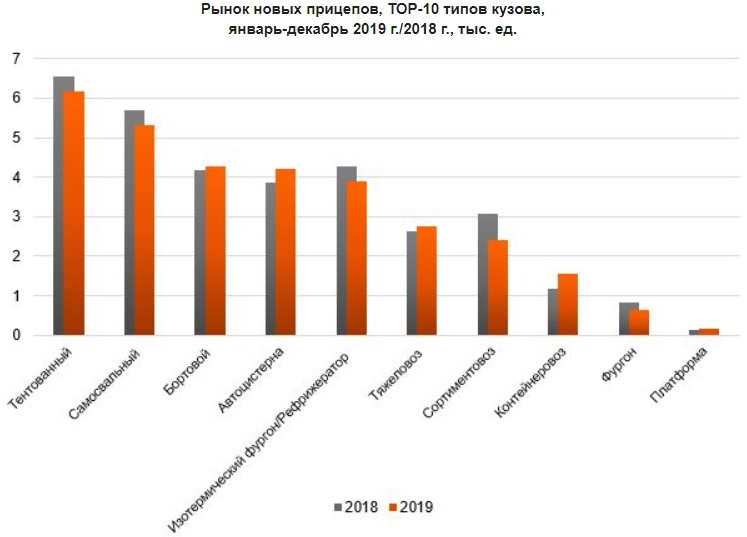 Рынок новых прицепов, TOP-10 типов кузова,
январь-декабрь 2019 г./2018 г., тыс. ед.
7
6
5
4
3
2
1
0
Тентованный
Самосвальный
Бортовой
Автоцистерна
Изотермический фургон/Рефрижератор
Тяжеловоз
Сортиментовоз
Контейнеровоз
Фургон
Платформа
2018 2019